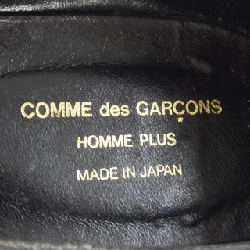 COMME des GARÇONS
HOMME PLUS
MADE IN JAPAN